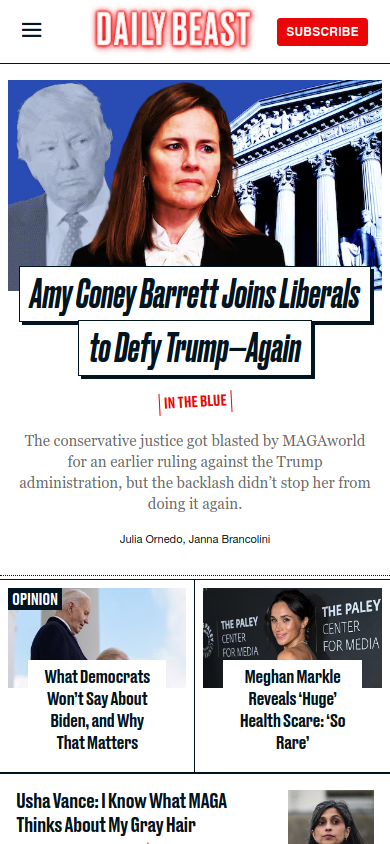 DAILY BEAST
SUBSCRIBE
Amy Coney Barrett Joins Liberals
to Defy Trump—Again
IN THE BLUE
The conservative justice got blasted by MAGAworld
for an earlier ruling against the Trump
administration, but the backlash didn't stop her from
doing it again.
Julia Ornedo, Janna Brancolini
OPINION
What Democrats
Won't Say About
Biden, and Why
That Matters
THE PALEY
CENTER
FOR MEDIA
THE PALEY
CENTER
FOR MEDIA
Meghan Markle
Reveals 'Huge'
Health Scare: 'So
Rare'
Usha Vance: I Know What MAGA
Thinks About My Gray Hair